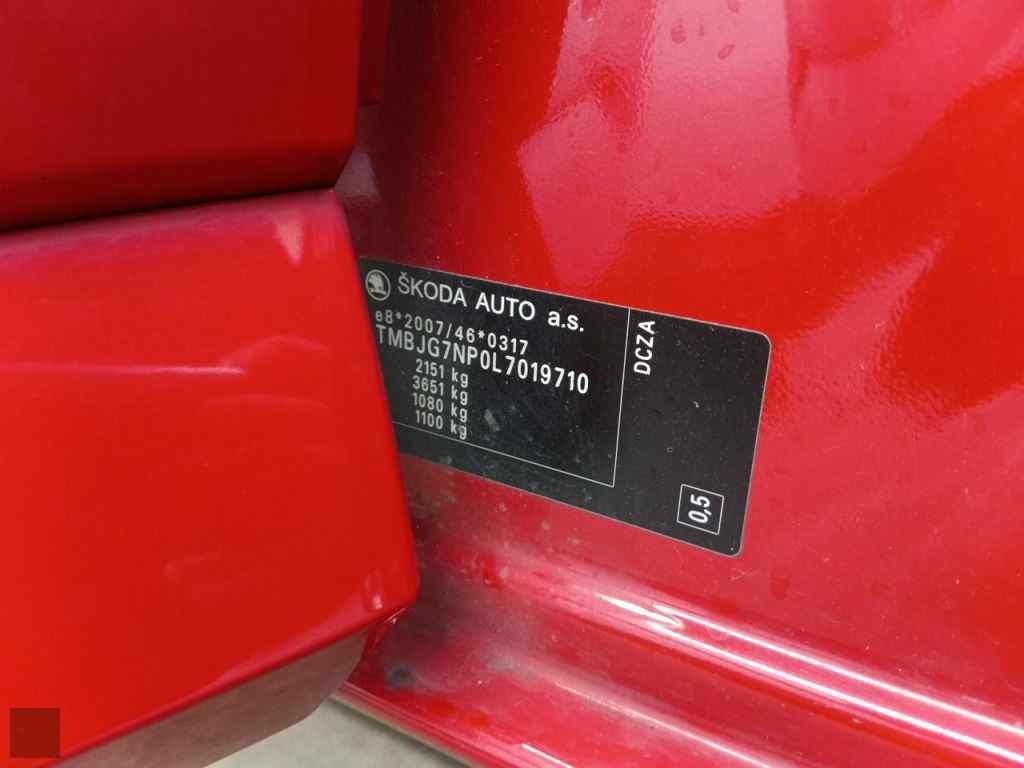 ŠKODA AUTO a.s.
e8*2007/46*0317
TMBJG7NP0L7019710
2151 kg
3651 kg
1080 kg
1100 kg
DCZA
0,5